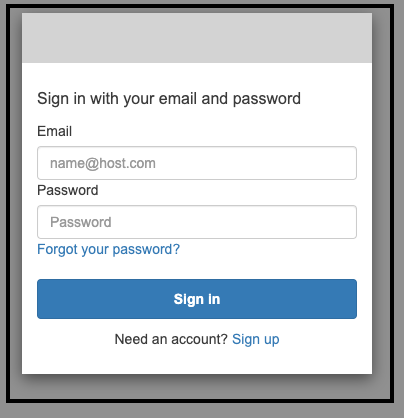 Sign in with your email and password
Email
name@host.com
Password
Password
Forgot your password?
Sign in
Need an account? Sign up